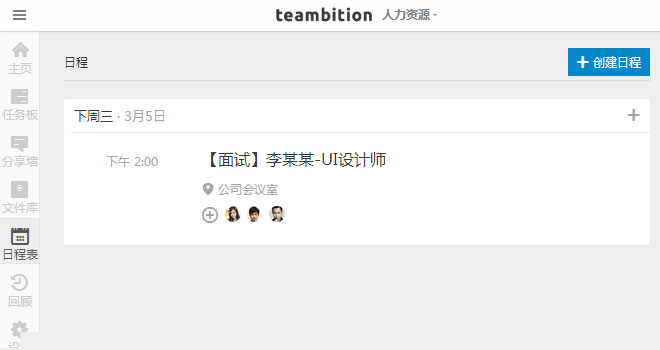 teambition 人力资源
主页
任务板
分享墙
文件库
日程表
回顾
日程
创建日程
下周三 · 3月5日
下午 2:00
【面试】李某某-UI设计师
公司会议室